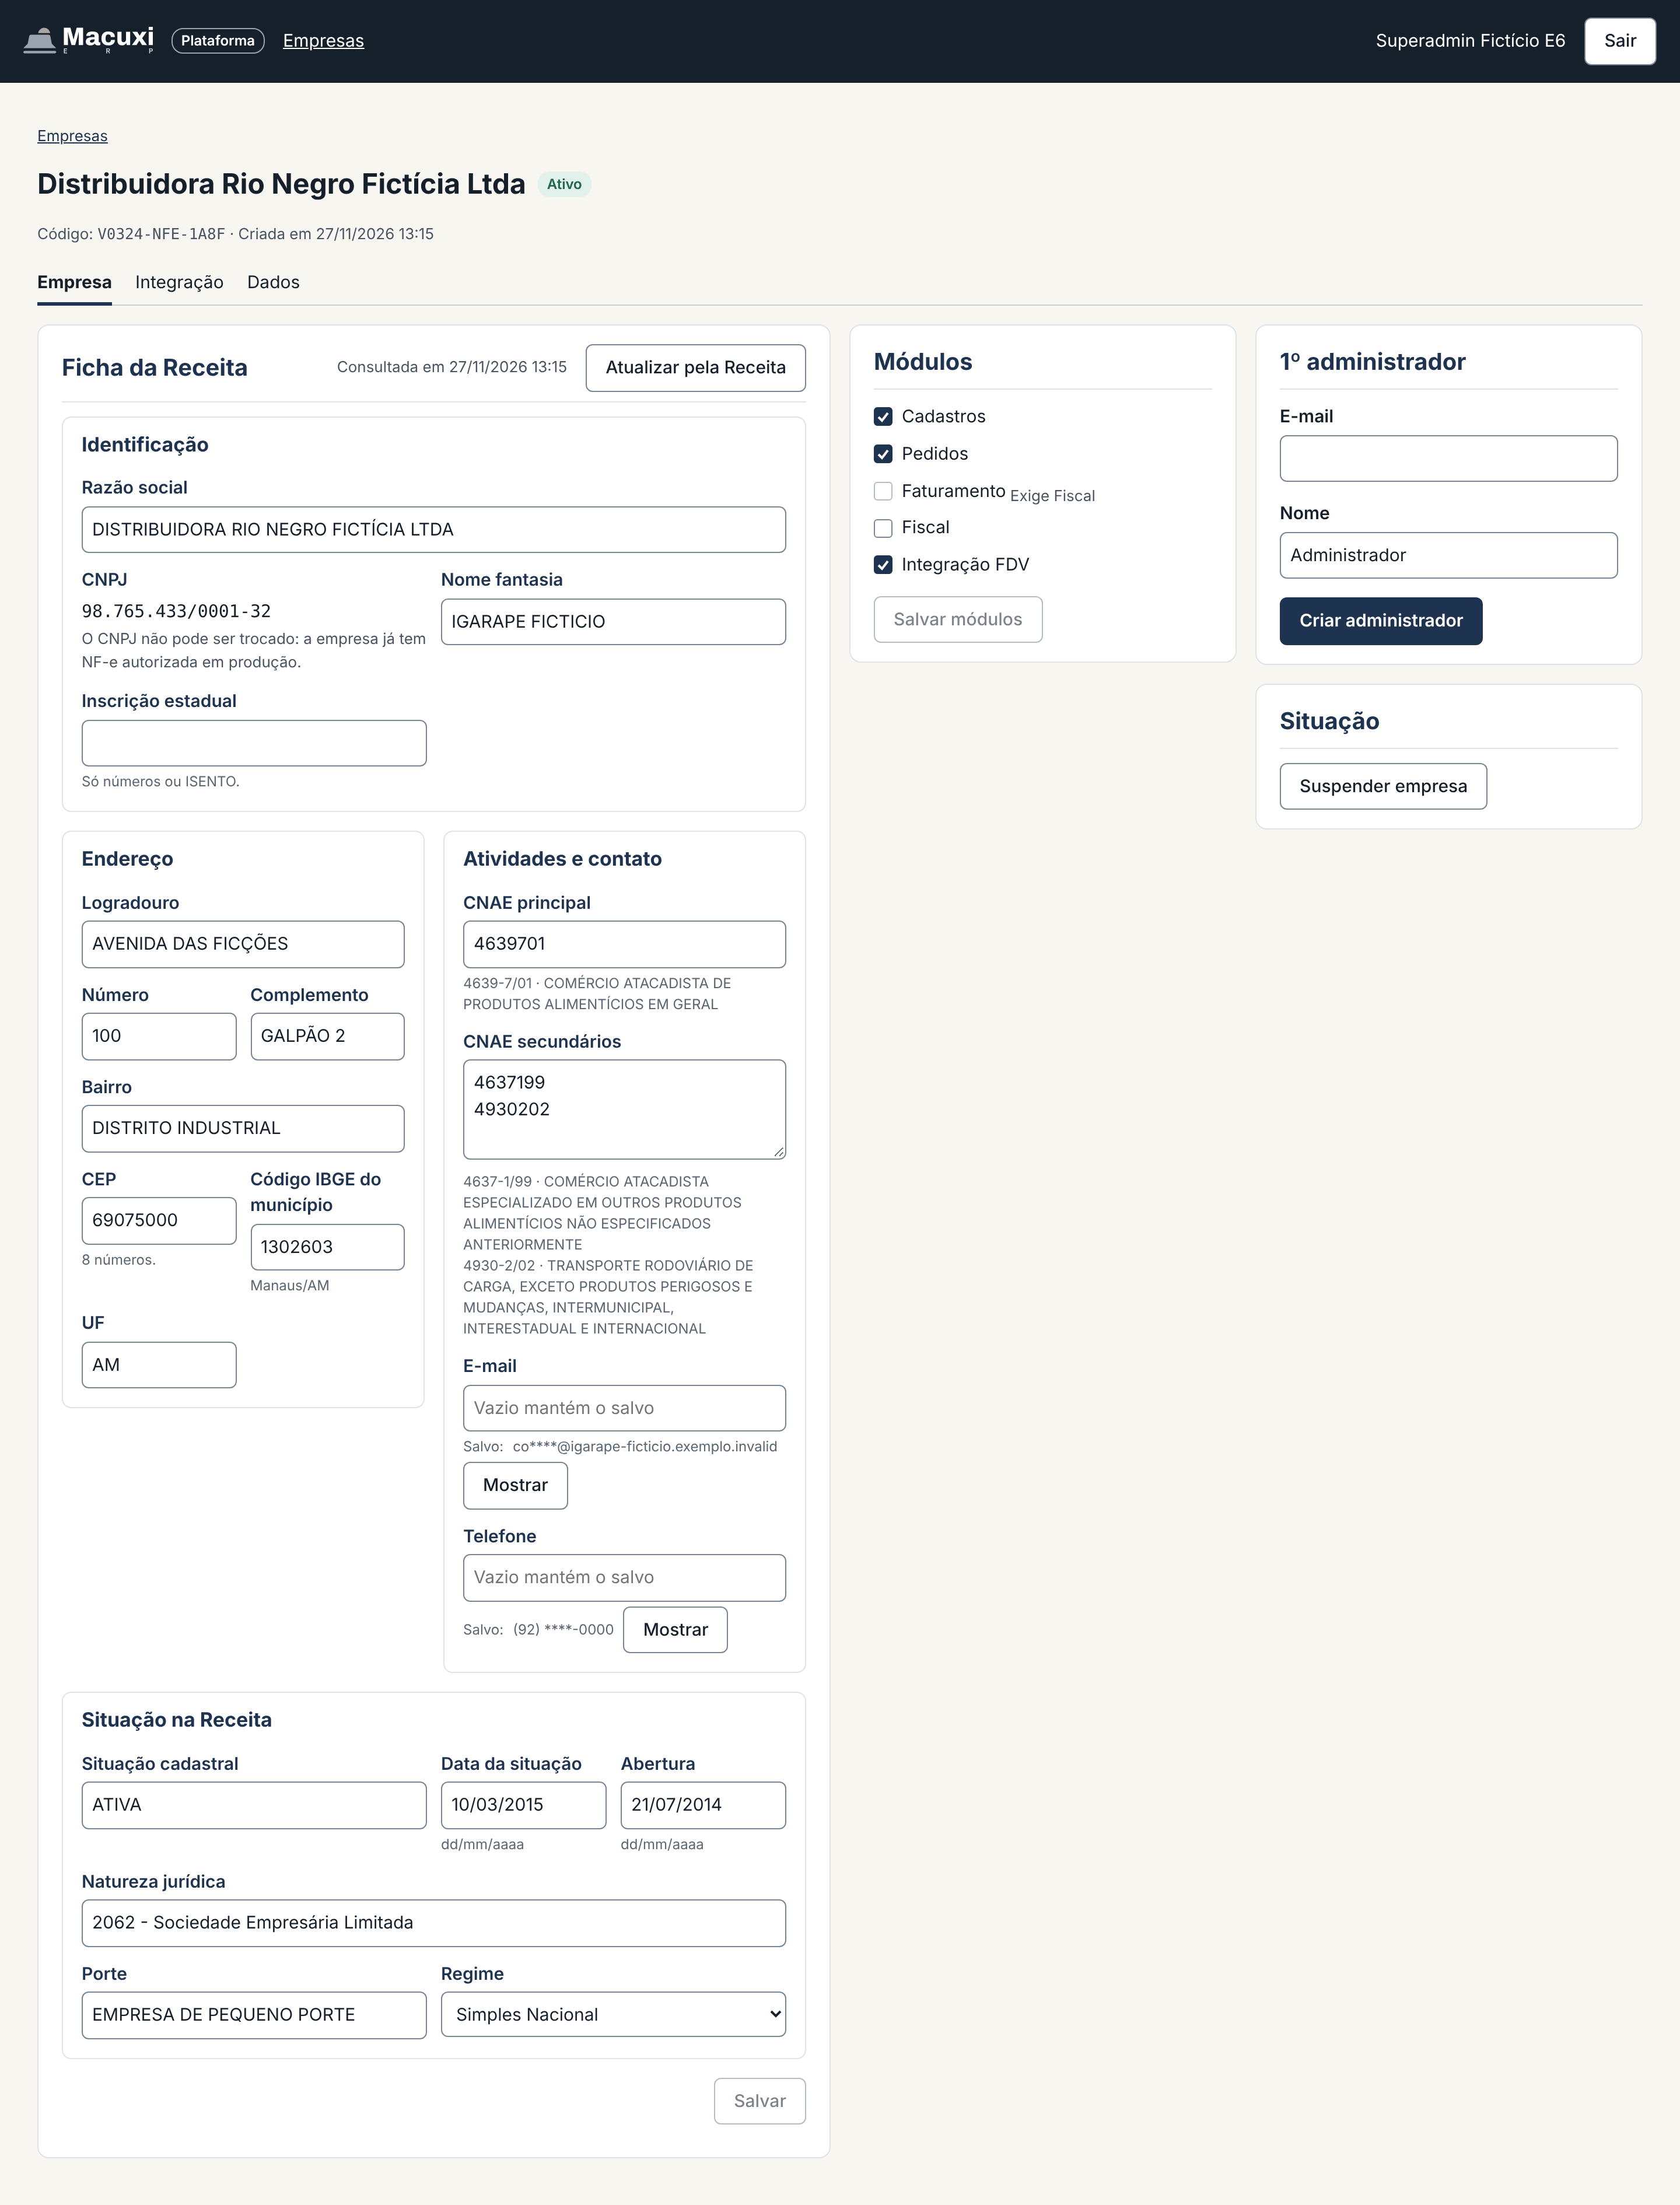 Macuxi
E R P
Plataforma
Empresas
Superadmin Fictício E6
Sair
Empresas
Distribuidora Rio Negro Fictícia Ltda
Ativo
Código: V0324-NFE-1A8F · Criada em 27/11/2026 13:15
Empresa
Integração
Dados
Ficha da Receita
Consultada em 27/11/2026 13:15
Atualizar pela Receita
Identificação
Razão social
DISTRIBUIDORA RIO NEGRO FICTÍCIA LTDA
CNPJ
98.765.433/0001-32
O CNPJ não pode ser trocado: a empresa já tem
NF-e autorizada em produção.
Nome fantasia
IGARAPE FICTICIO
Inscrição estadual
Só números ou ISENTO.
Endereço
Logradouro
AVENIDA DAS FICÇÕES
Número
100
Complemento
GALPÃO 2
Bairro
DISTRITO INDUSTRIAL
CEP
69075000
8 números.
Código IBGE do
município
1302603
Manaus/AM
UF
AM
Atividades e contato
CNAE principal
4639701
4639-7/01 · COMÉRCIO ATACADISTA DE
PRODUTOS ALIMENTÍCIOS EM GERAL
CNAE secundários
4637199
4930202
4637-1/99 · COMÉRCIO ATACADISTA
ESPECIALIZADO EM OUTROS PRODUTOS
ALIMENTÍCIOS NÃO ESPECIFICADOS
ANTERIORMENTE
4930-2/02 · TRANSPORTE RODOVIÁRIO DE
CARGA, EXCETO PRODUTOS PERIGOSOS E
MUDANÇAS, INTERMUNICIPAL,
INTERESTADUAL E INTERNACIONAL
E-mail
Vazio mantém o salvo
Salvo: co****@igarape-ficticio.exemplo.invalid
Mostrar
Telefone
Vazio mantém o salvo
Salvo: (92) ****-0000
Mostrar
Situação na Receita
Situação cadastral
ATIVA
Data da situação
10/03/2015
dd/mm/aaaa
Abertura
21/07/2014
dd/mm/aaaa
Natureza jurídica
2062 - Sociedade Empresária Limitada
Porte
EMPRESA DE PEQUENO PORTE
Regime
Simples Nacional
Salvar
Módulos
Cadastros
Pedidos
Faturamento Exige Fiscal
Fiscal
Integração FDV
Salvar módulos
1º administrador
E-mail
Nome
Administrador
Criar administrador
Situação
Suspender empresa